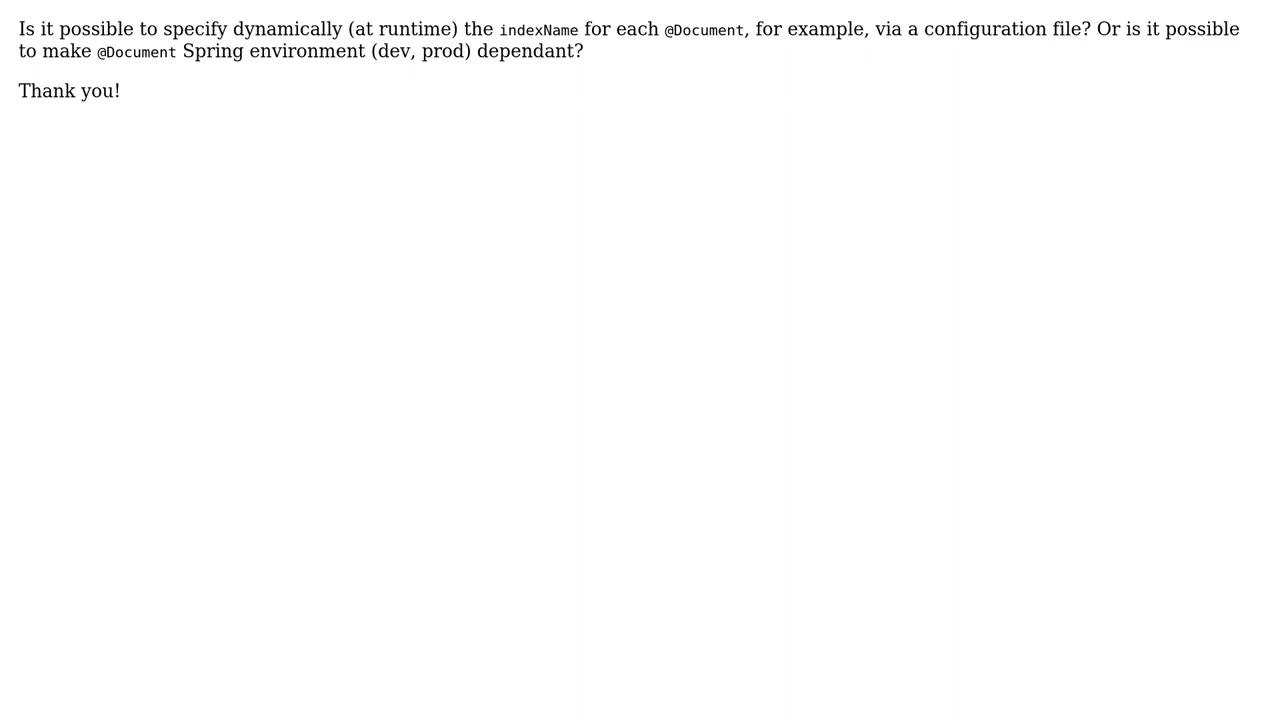 Is it possible to specify dynamically (at runtime) the indexName for each @Document, for example, via a configuration file? Or is it possible
to make @Document Spring environment (dev, prod) dependant?
Thank you!